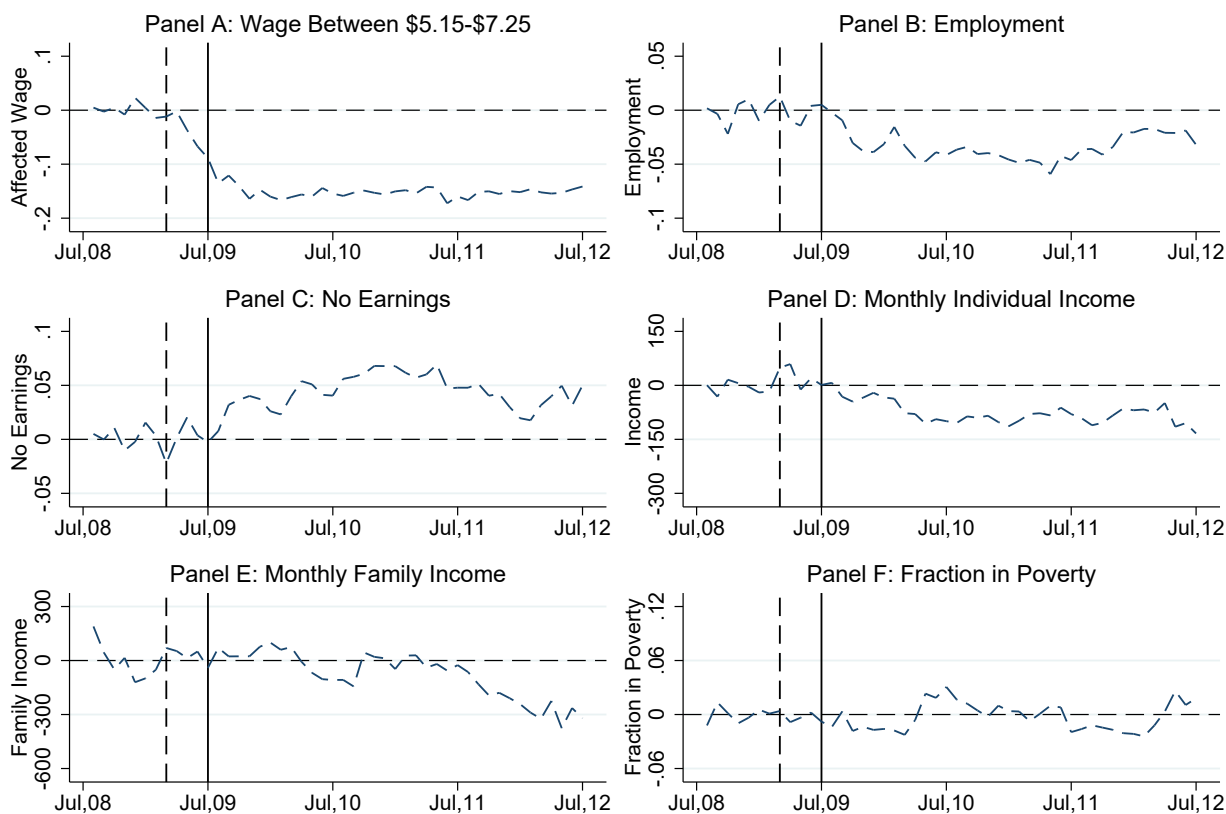 Panel A: Wage Between $5.15-$7.25
Affected Wage
.1
0
-.1
-.2
Jul,08 Jul,09 Jul,10 Jul,11 Jul,12
Panel B: Employment
Employment
.05
0
-.05
-.1
Jul,08 Jul,09 Jul,10 Jul,11 Jul,12
Panel C: No Earnings
No Earnings
.1
.05
0
-.05
Jul,08 Jul,09 Jul,10 Jul,11 Jul,12
Panel D: Monthly Individual Income
Income
150
0
-150
-300
Jul,08 Jul,09 Jul,10 Jul,11 Jul,12
Panel E: Monthly Family Income
Family Income
300
0
-300
-600
Jul,08 Jul,09 Jul,10 Jul,11 Jul,12
Panel F: Fraction in Poverty
Fraction in Poverty
.12
.06
0
-.06
Jul,08 Jul,09 Jul,10 Jul,11 Jul,12